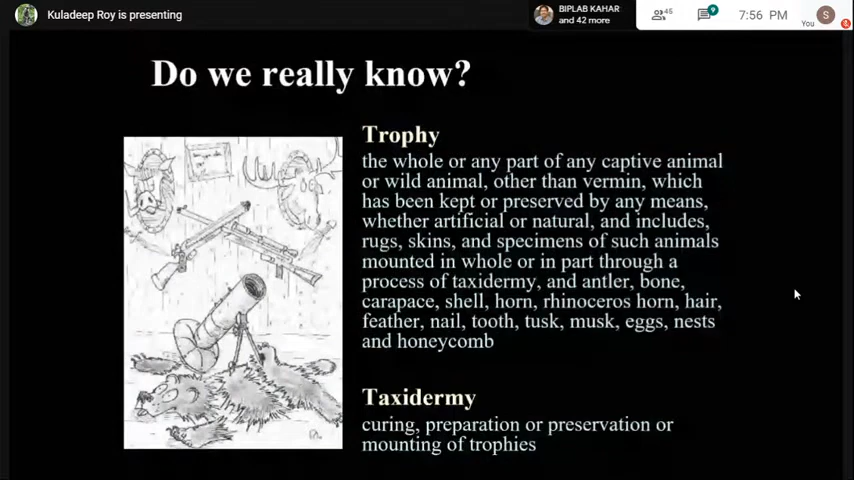 Kuladeep Roy is presenting
BIPLAB KAHAR
and 42 more
45
9
7:56 PM
You
S
Do we really know?
Trophy
the whole or any part of any captive animal
or wild animal, other than vermin, which
has been kept or preserved by any means,
whether artificial or natural, and includes,
rugs, skins, and specimens of such animals
mounted in whole or in part through a
process of taxidermy, and antler, bone,
carapace, shell, horn, rhinoceros horn, hair,
feather, nail, tooth, tusk, musk, eggs, nests
and honeycomb
Taxidermy
curing, preparation or preservation or
mounting of trophies